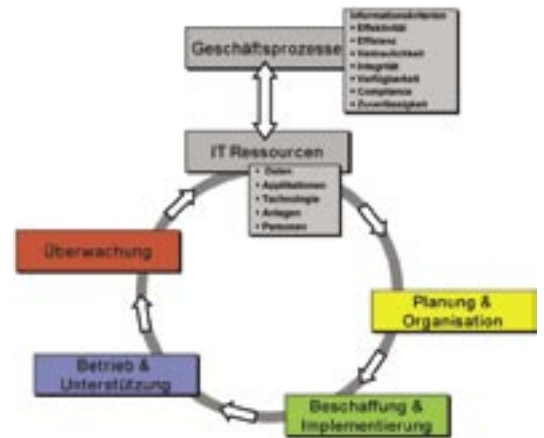 Informationskriterien
• Effektivität
• Effizienz
• Vertraulichkeit
• Integrität
• Verfügbarkeit
• Compliance
• Zuverlässigkeit
Geschäftsprozesse
IT Ressourcen
• Daten
• Applikationen
• Technologie
• Anlagen
• Personen
Überwachung
Planung &
Organisation
Betrieb &
Unterstützung
Beschaffung &
Implementierung